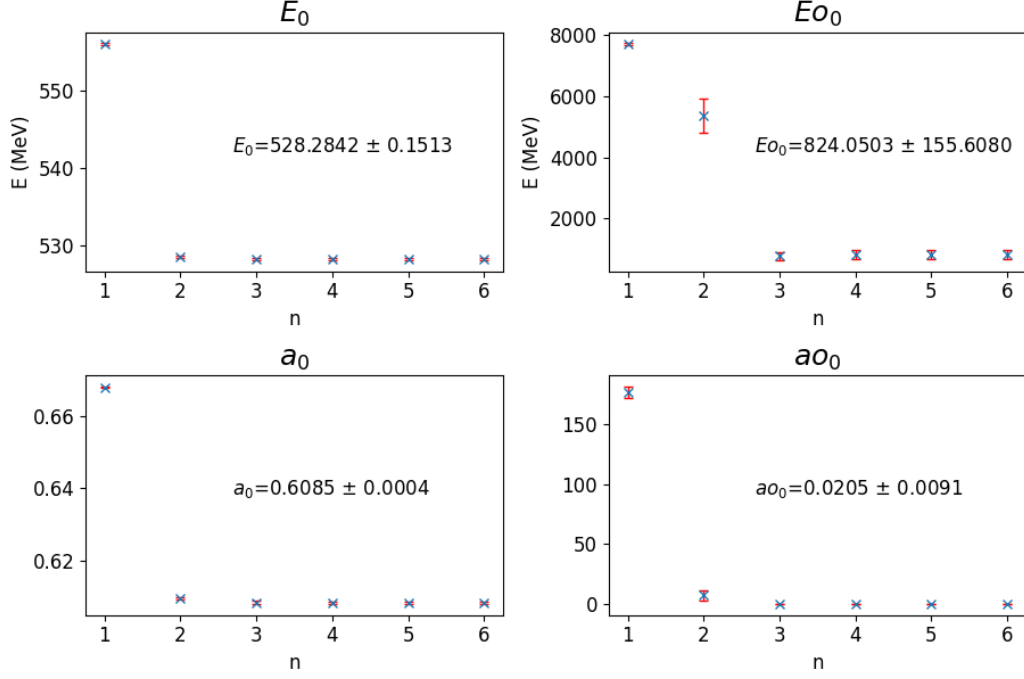 E₀
550
540
530
E (MeV)
E₀=528.2842 ± 0.1513
1 2 3 4 5 6
n
Eo₀
8000
6000
4000
2000
E (MeV)
Eo₀=824.0503 ± 155.6080
1 2 3 4 5 6
n
a₀
0.66
0.64
0.62
a₀=0.6085 ± 0.0004
1 2 3 4 5 6
n
ao₀
150
100
50
0
ao₀=0.0205 ± 0.0091
1 2 3 4 5 6
n